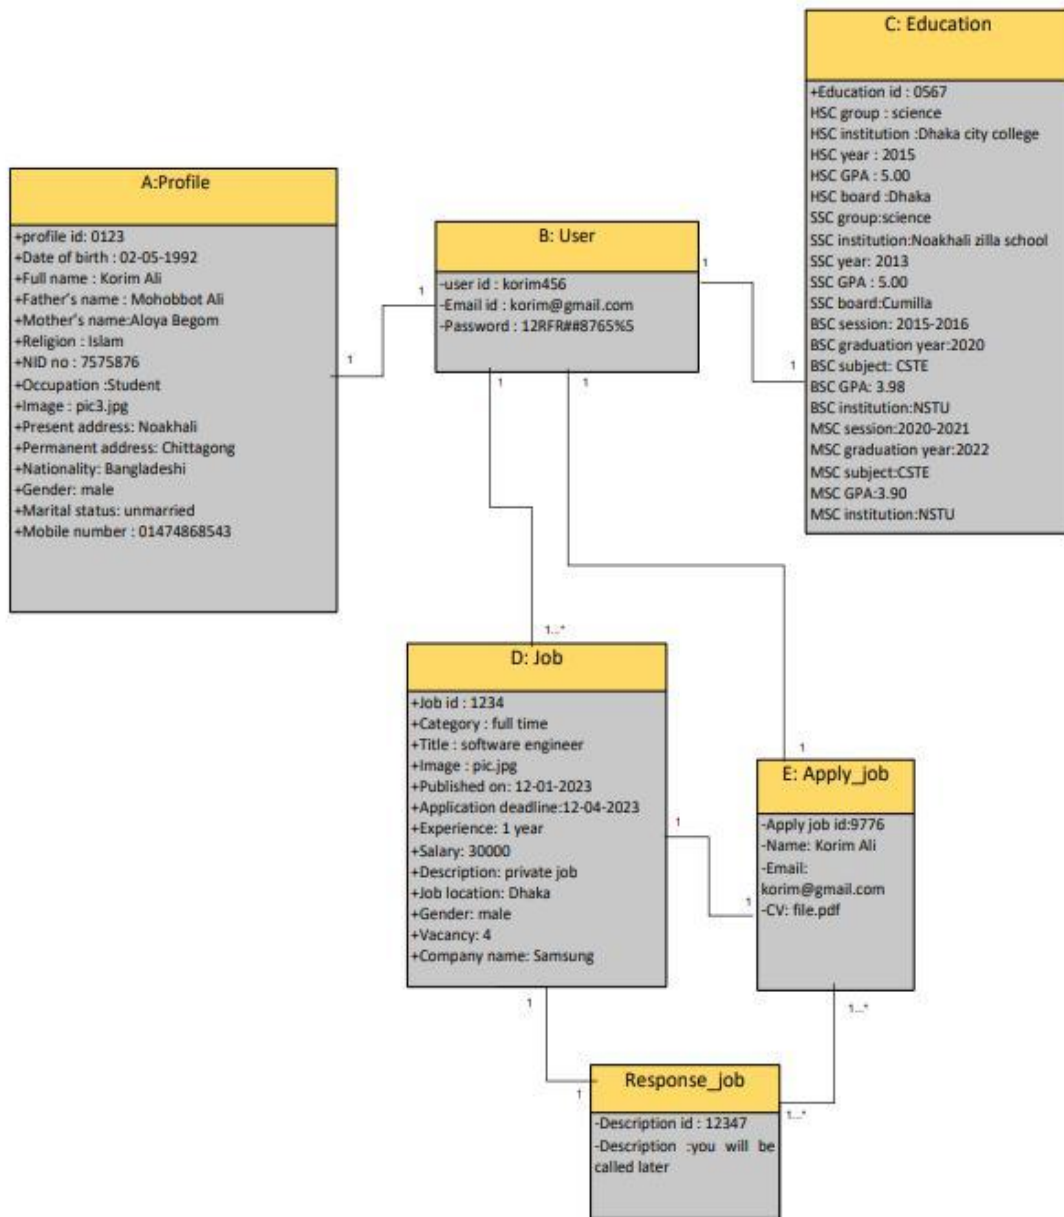 C: Education
+Education id : 0567
HSC group : science
HSC institution :Dhaka city college
HSC year : 2015
HSC GPA : 5.00
HSC board :Dhaka
SSC group:science
SSC institution:Noakhali zilla school
SSC year: 2013
SSC GPA : 5.00
SSC board:Cumilla
BSC session: 2015-2016
BSC graduation year:2020
BSC subject: CSTE
BSC GPA: 3.98
BSC institution:NSTU
MSC session:2020-2021
MSC graduation year:2022
MSC subject:CSTE
MSC GPA:3.90
MSC institution:NSTU
A:Profile
+profile id: 0123
+Date of birth : 02-05-1992
+Full name : Korim Ali
+Father's name : Mohobbot Ali
+Mother's name:Aloya Begom
+Religion : Islam
+NID no : 7575876
+Occupation :Student
+Image : pic3.jpg
+Present address: Noakhali
+Permanent address: Chittagong
+Nationality: Bangladeshi
+Gender: male
+Marital status: unmarried
+Mobile number : 01474868543
B: User
-user id : korim456
-Email id : korim@gmail.com
-Password : 12RFR##8765%5
1
1
1
1
1
1
1...*
1
D: Job
+Job id : 1234
+Category : full time
+Title : software engineer
+Image : pic.jpg
+Published on: 12-01-2023
+Application deadline:12-04-2023
+Experience: 1 year
+Salary: 30000
+Description: private job
+Job location: Dhaka
+Gender: male
+Vacancy: 4
+Company name: Samsung
E: Apply_job
-Apply job id:9776
-Name: Korim Ali
-Email:
korim@gmail.com
-CV: file.pdf
1
1
1
1...*
Response_job
-Description id : 12347
-Description :you will be
called later
1
1...*